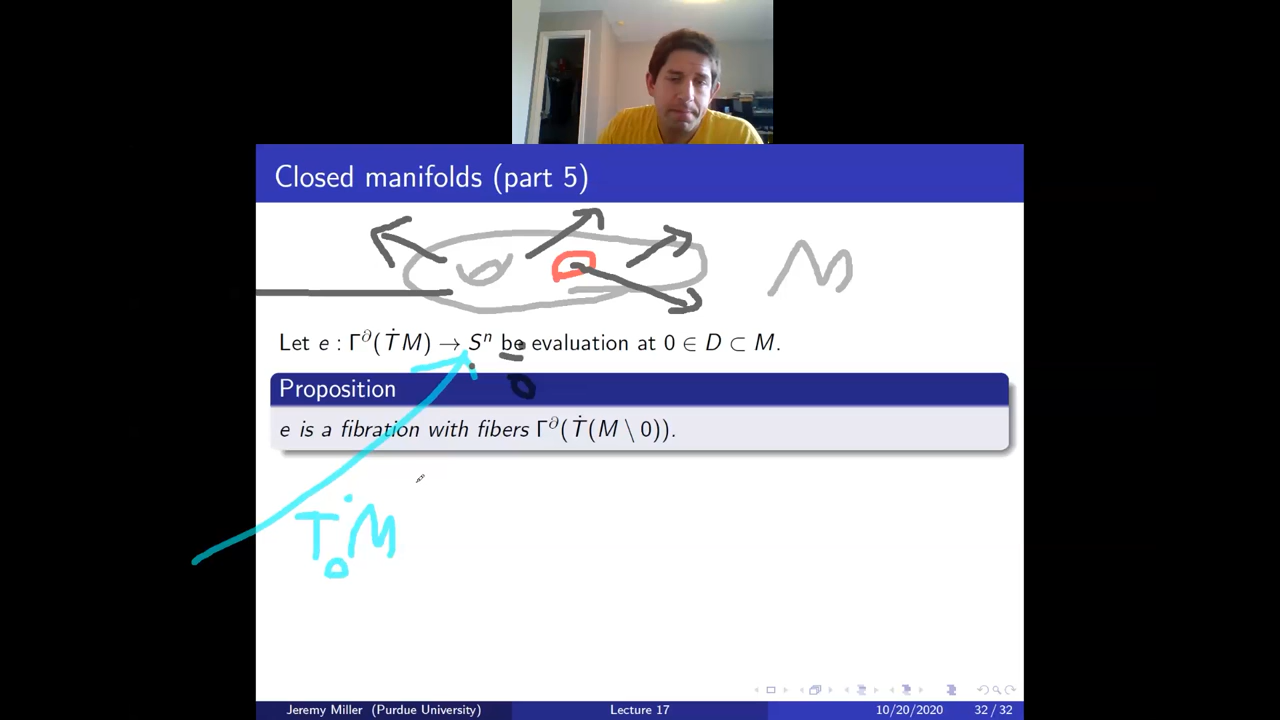 Closed manifolds (part 5)
M
Let e : Γ^∂(ṪM) → S^n be evaluation at 0 ∈ D ⊂ M.
0
Proposition
e is a fibration with fibers Γ^∂(Ṫ(M \ 0)).
Ṫ_0 M
Jeremy Miller (Purdue University) Lecture 17 10/20/2020 32 / 32